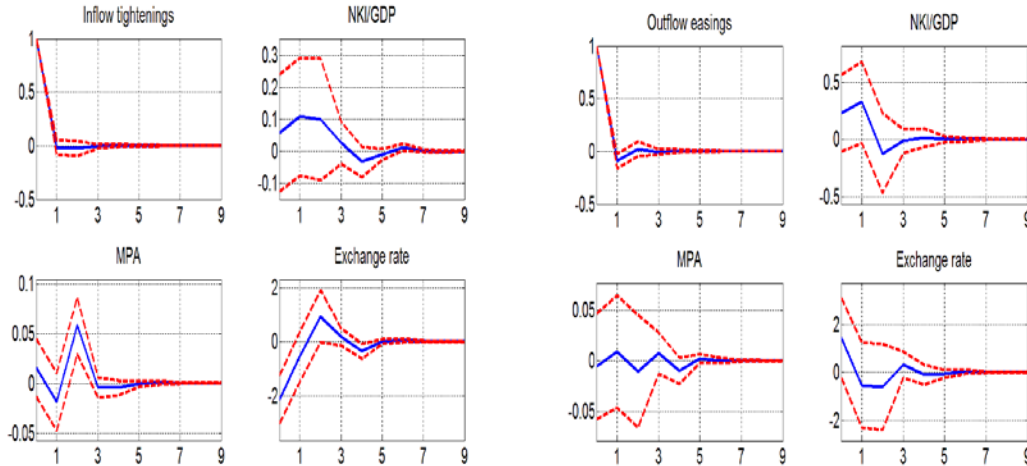 Inflow tightenings
1
0.5
0
-0.5
1 3 5 7 9
NKI/GDP
0.3
0.2
0.1
0
-0.1
1 3 5 7 9
Outflow easings
1
0.5
0
-0.5
1 3 5 7 9
NKI/GDP
0.5
0
-0.5
1 3 5 7 9
MPA
0.1
0.05
0
-0.05
1 3 5 7 9
Exchange rate
2
0
-2
1 3 5 7 9
MPA
0.05
0
-0.05
1 3 5 7 9
Exchange rate
2
0
-2
1 3 5 7 9